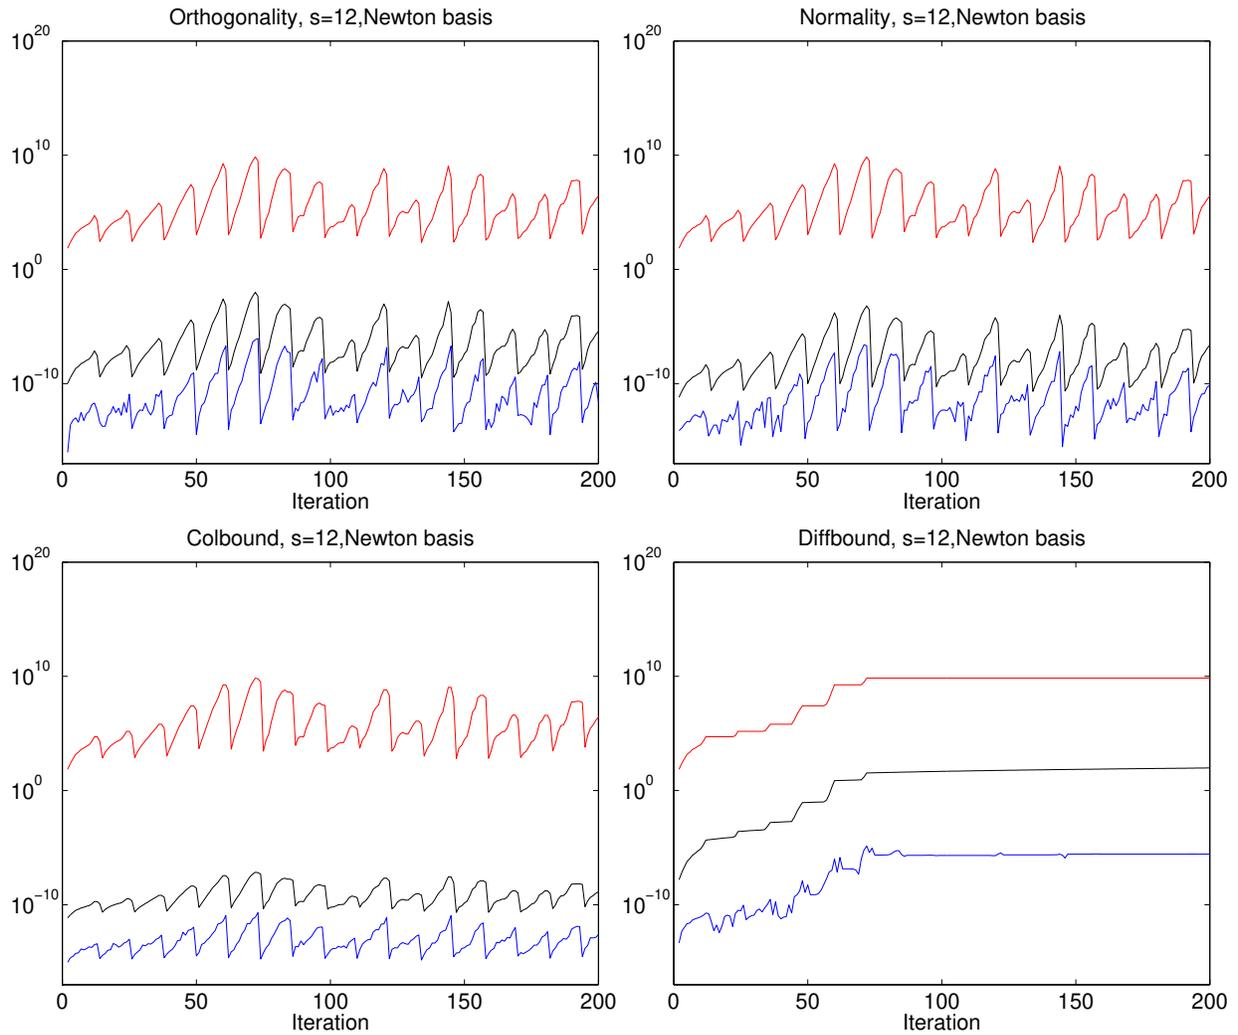 Orthogonality, s=12,Newton basis
10^20
10^10
10^0
10^−10
0 50 100 150 200
Iteration
Normality, s=12,Newton basis
10^20
10^10
10^0
10^−10
0 50 100 150 200
Iteration
Colbound, s=12,Newton basis
10^20
10^10
10^0
10^−10
0 50 100 150 200
Iteration
Diffbound, s=12,Newton basis
10^20
10^10
10^0
10^−10
0 50 100 150 200
Iteration